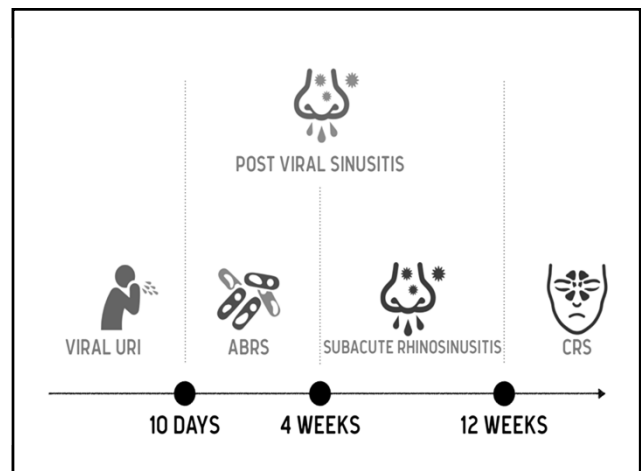 POST VIRAL SINUSITIS
VIRAL URI
ABRS
SUBACUTE RHINOSINUSITIS
CRS
10 DAYS
4 WEEKS
12 WEEKS